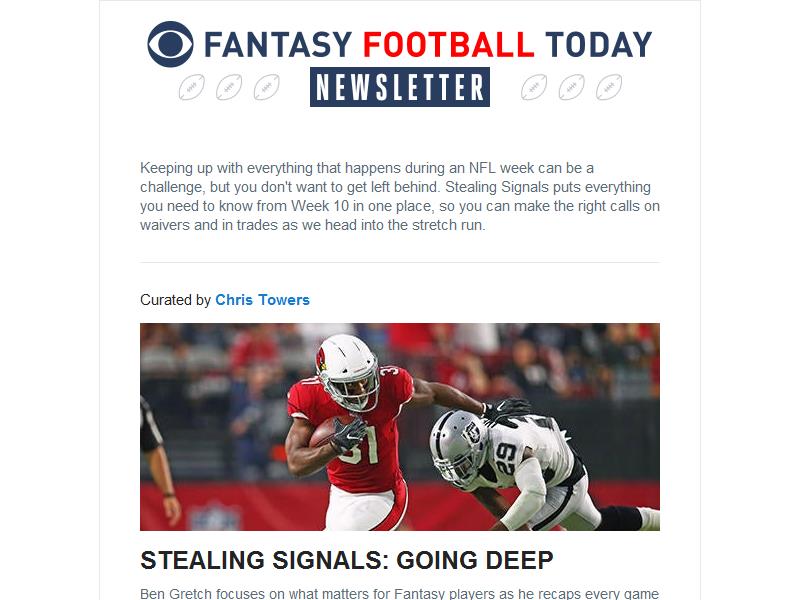 FANTASY FOOTBALL TODAY
NEWSLETTER
Keeping up with everything that happens during an NFL week can be a
challenge, but you don't want to get left behind. Stealing Signals puts everything
you need to know from Week 10 in one place, so you can make the right calls on
waivers and in trades as we head into the stretch run.
Curated by Chris Towers
31
31
29
STEALING SIGNALS: GOING DEEP
Ben Gretch focuses on what matters for Fantasy players as he recaps every game